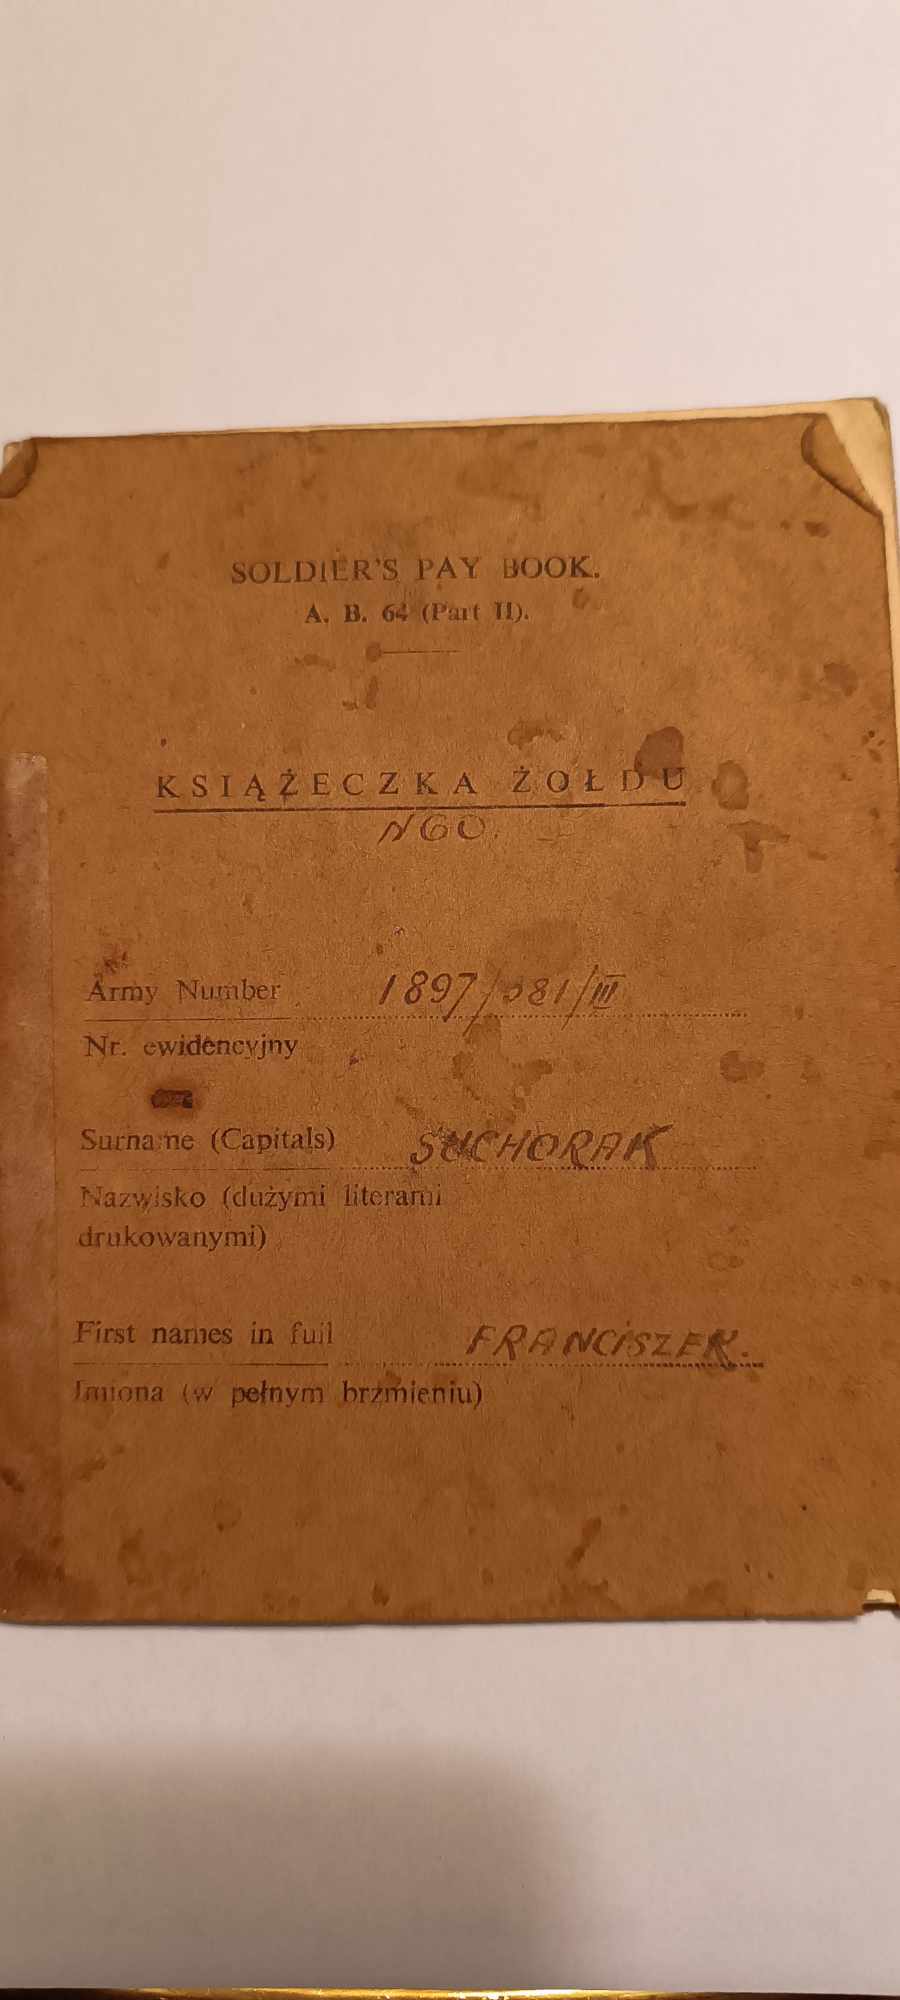 SOLDIER'S PAY BOOK.
A. B. 64 (Part II).
KSIĄŻECZKA ŻOŁDU
N60.
Army Number 1897/381/III
Nr. ewidencyjny
Surname (Capitals) SUCHORAK
Nazwisko (dużymi literami
drukowanymi)
First names in full FRANCISZEK.
Imiona (w pełnym brzmieniu)